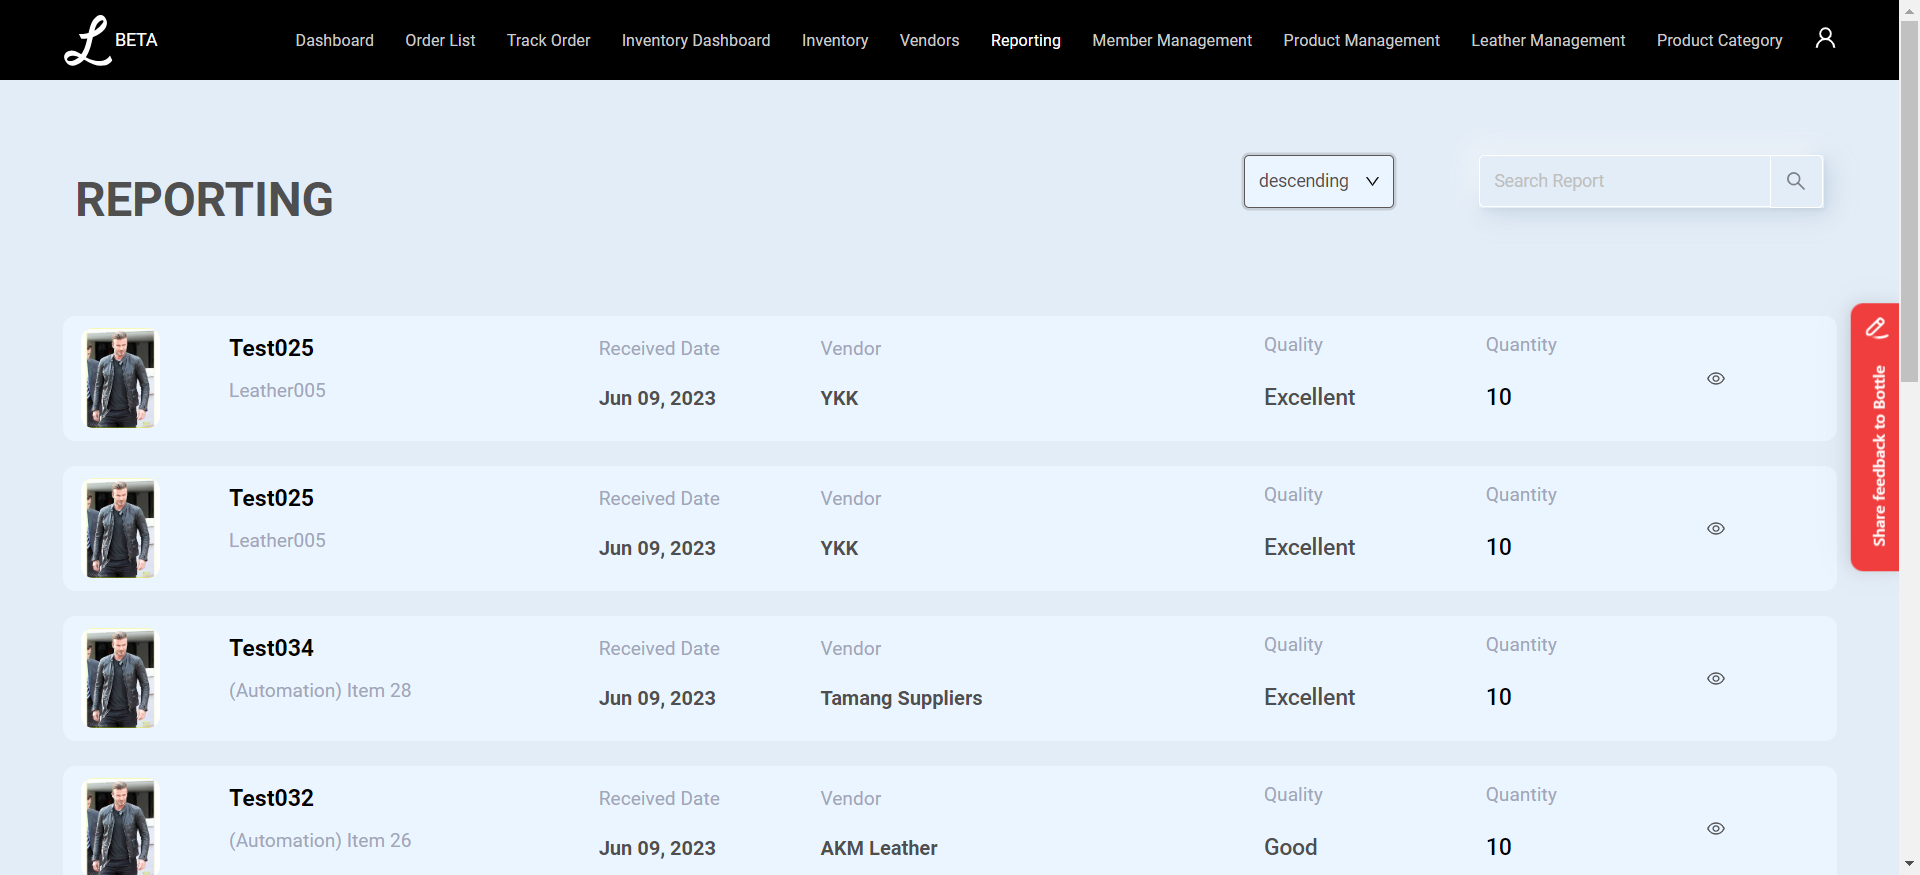 L BETA
Dashboard Order List Track Order Inventory Dashboard Inventory Vendors Reporting Member Management Product Management Leather Management Product Category
REPORTING
descending
Search Report
Test025 Received Date Vendor Quality Quantity
Leather005 Jun 09, 2023 YKK Excellent 10
Test025 Received Date Vendor Quality Quantity
Leather005 Jun 09, 2023 YKK Excellent 10
Test034 Received Date Vendor Quality Quantity
(Automation) Item 28 Jun 09, 2023 Tamang Suppliers Excellent 10
Test032 Received Date Vendor Quality Quantity
(Automation) Item 26 Jun 09, 2023 AKM Leather Good 10
Share feedback to Bottle